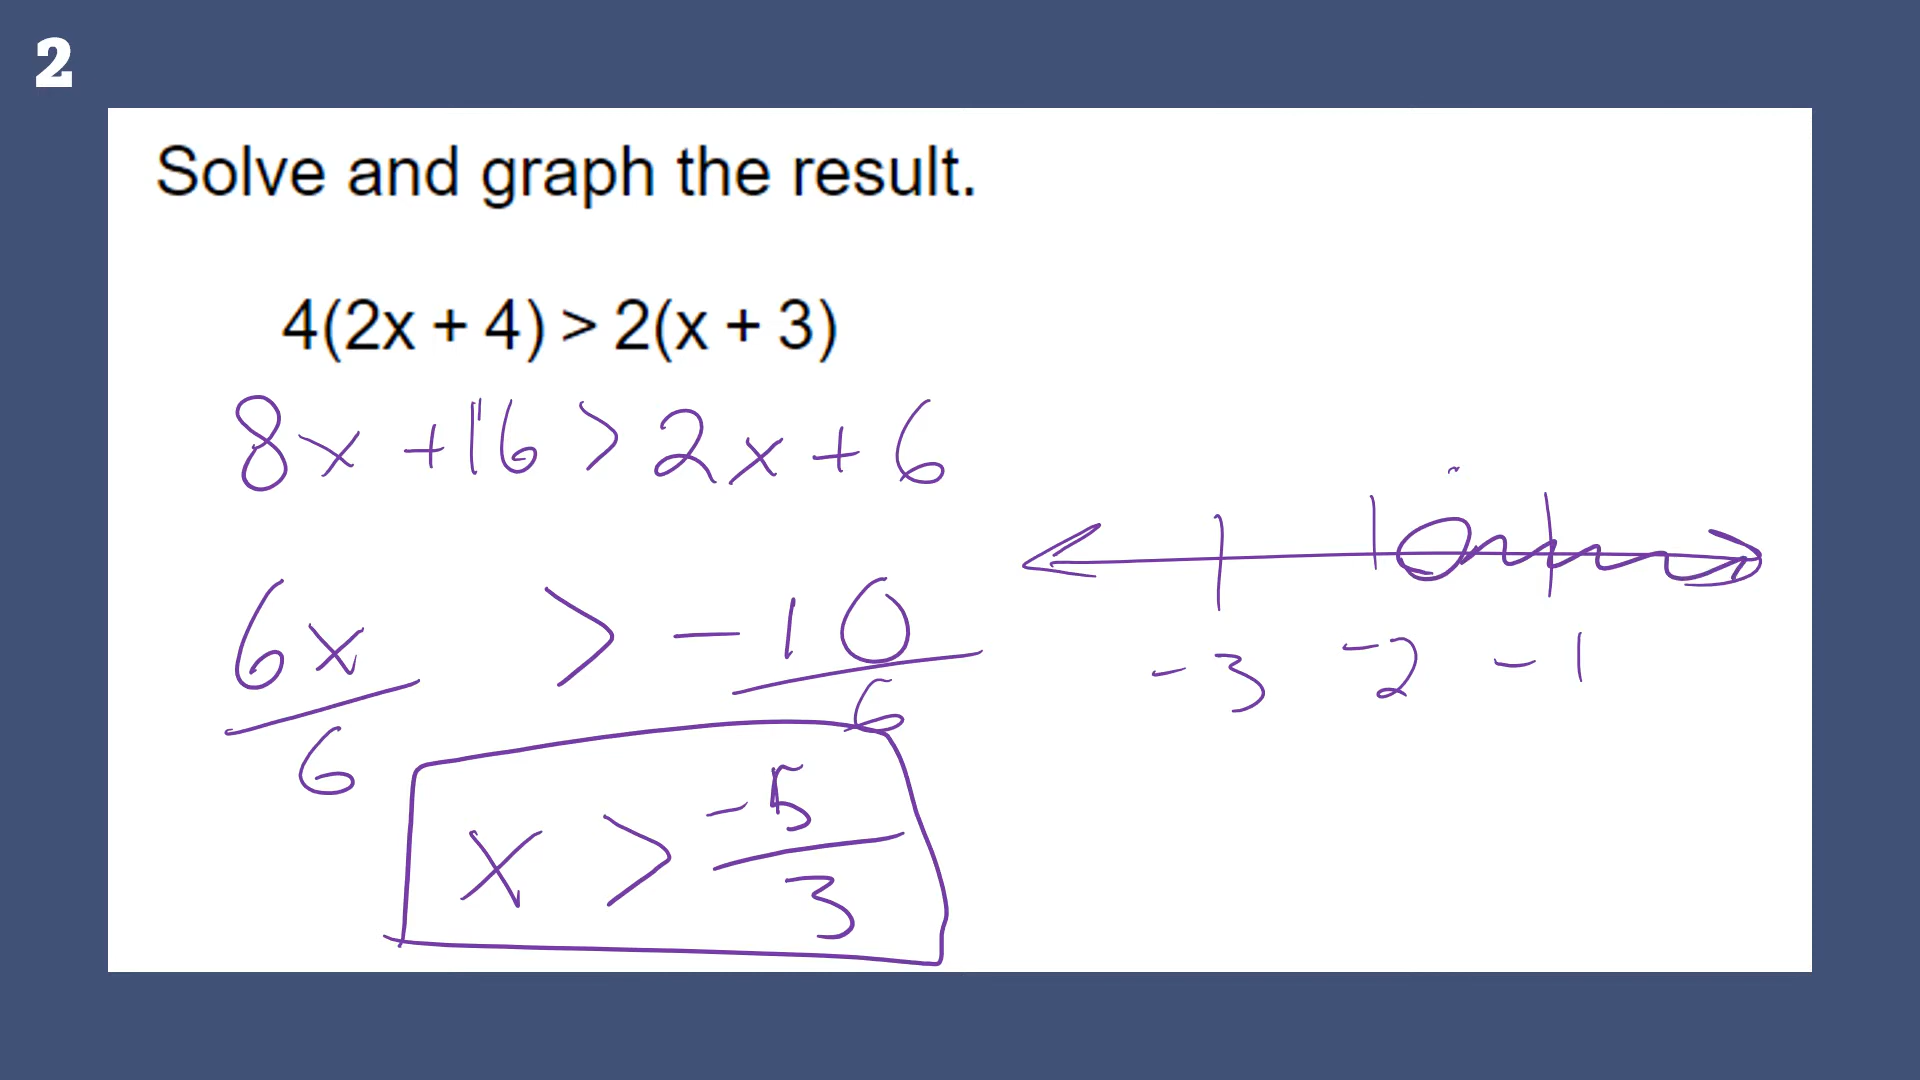 2
Solve and graph the result.
4(2x + 4) > 2(x + 3)
8x + 16 > 2x + 6
6x > -10
6 6
x > -5
3
-3 -2 -1